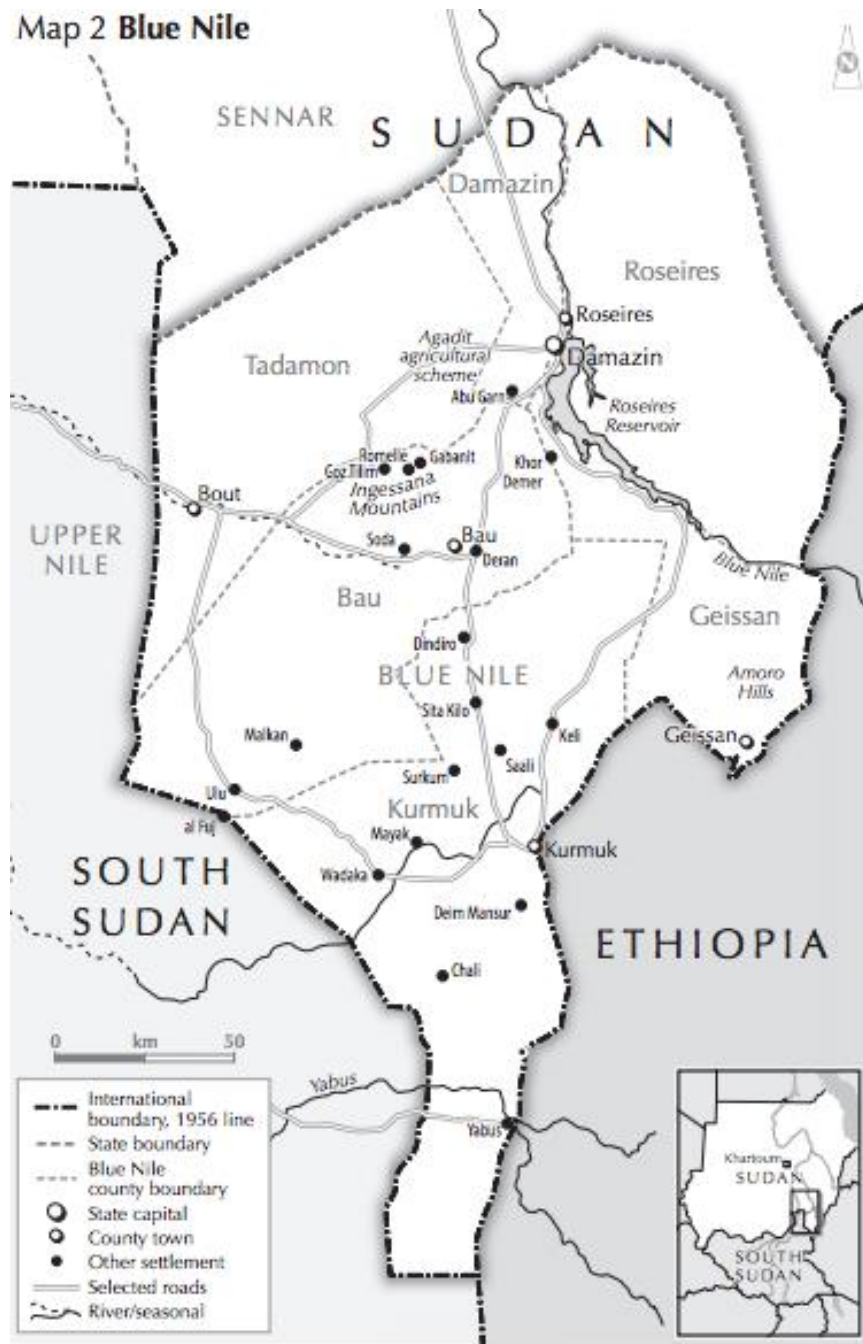 Map 2 Blue Nile
N
SENNAR
SUDAN
Damazin
Roseires
Roseires
Agadit
agricultural
scheme
Damazin
Tadamon
Abu Garn
Roseires
Reservoir
Romelle
Gabanit
Goz Tilim
Khor
Demer
Ingessana
Mountains
Bout
UPPER
NILE
Soda
Bau
Deran
Blue Nile
Bau
Geissan
Dindiro
BLUE NILE
Amoro
Hills
Sita Kilo
Malkan
Keli
Geissan
Saali
Surkum
Ulu
Kurmuk
al Fuj
Mayak
Kurmuk
SOUTH
SUDAN
Wadaka
Deim Mansur
ETHIOPIA
Chali
0 km 50
Yabus
Yabus
International
boundary, 1956 line
State boundary
Blue Nile
county boundary
State capital
County town
Other settlement
Selected roads
River/seasonal
Khartoum
SUDAN
SOUTH
SUDAN